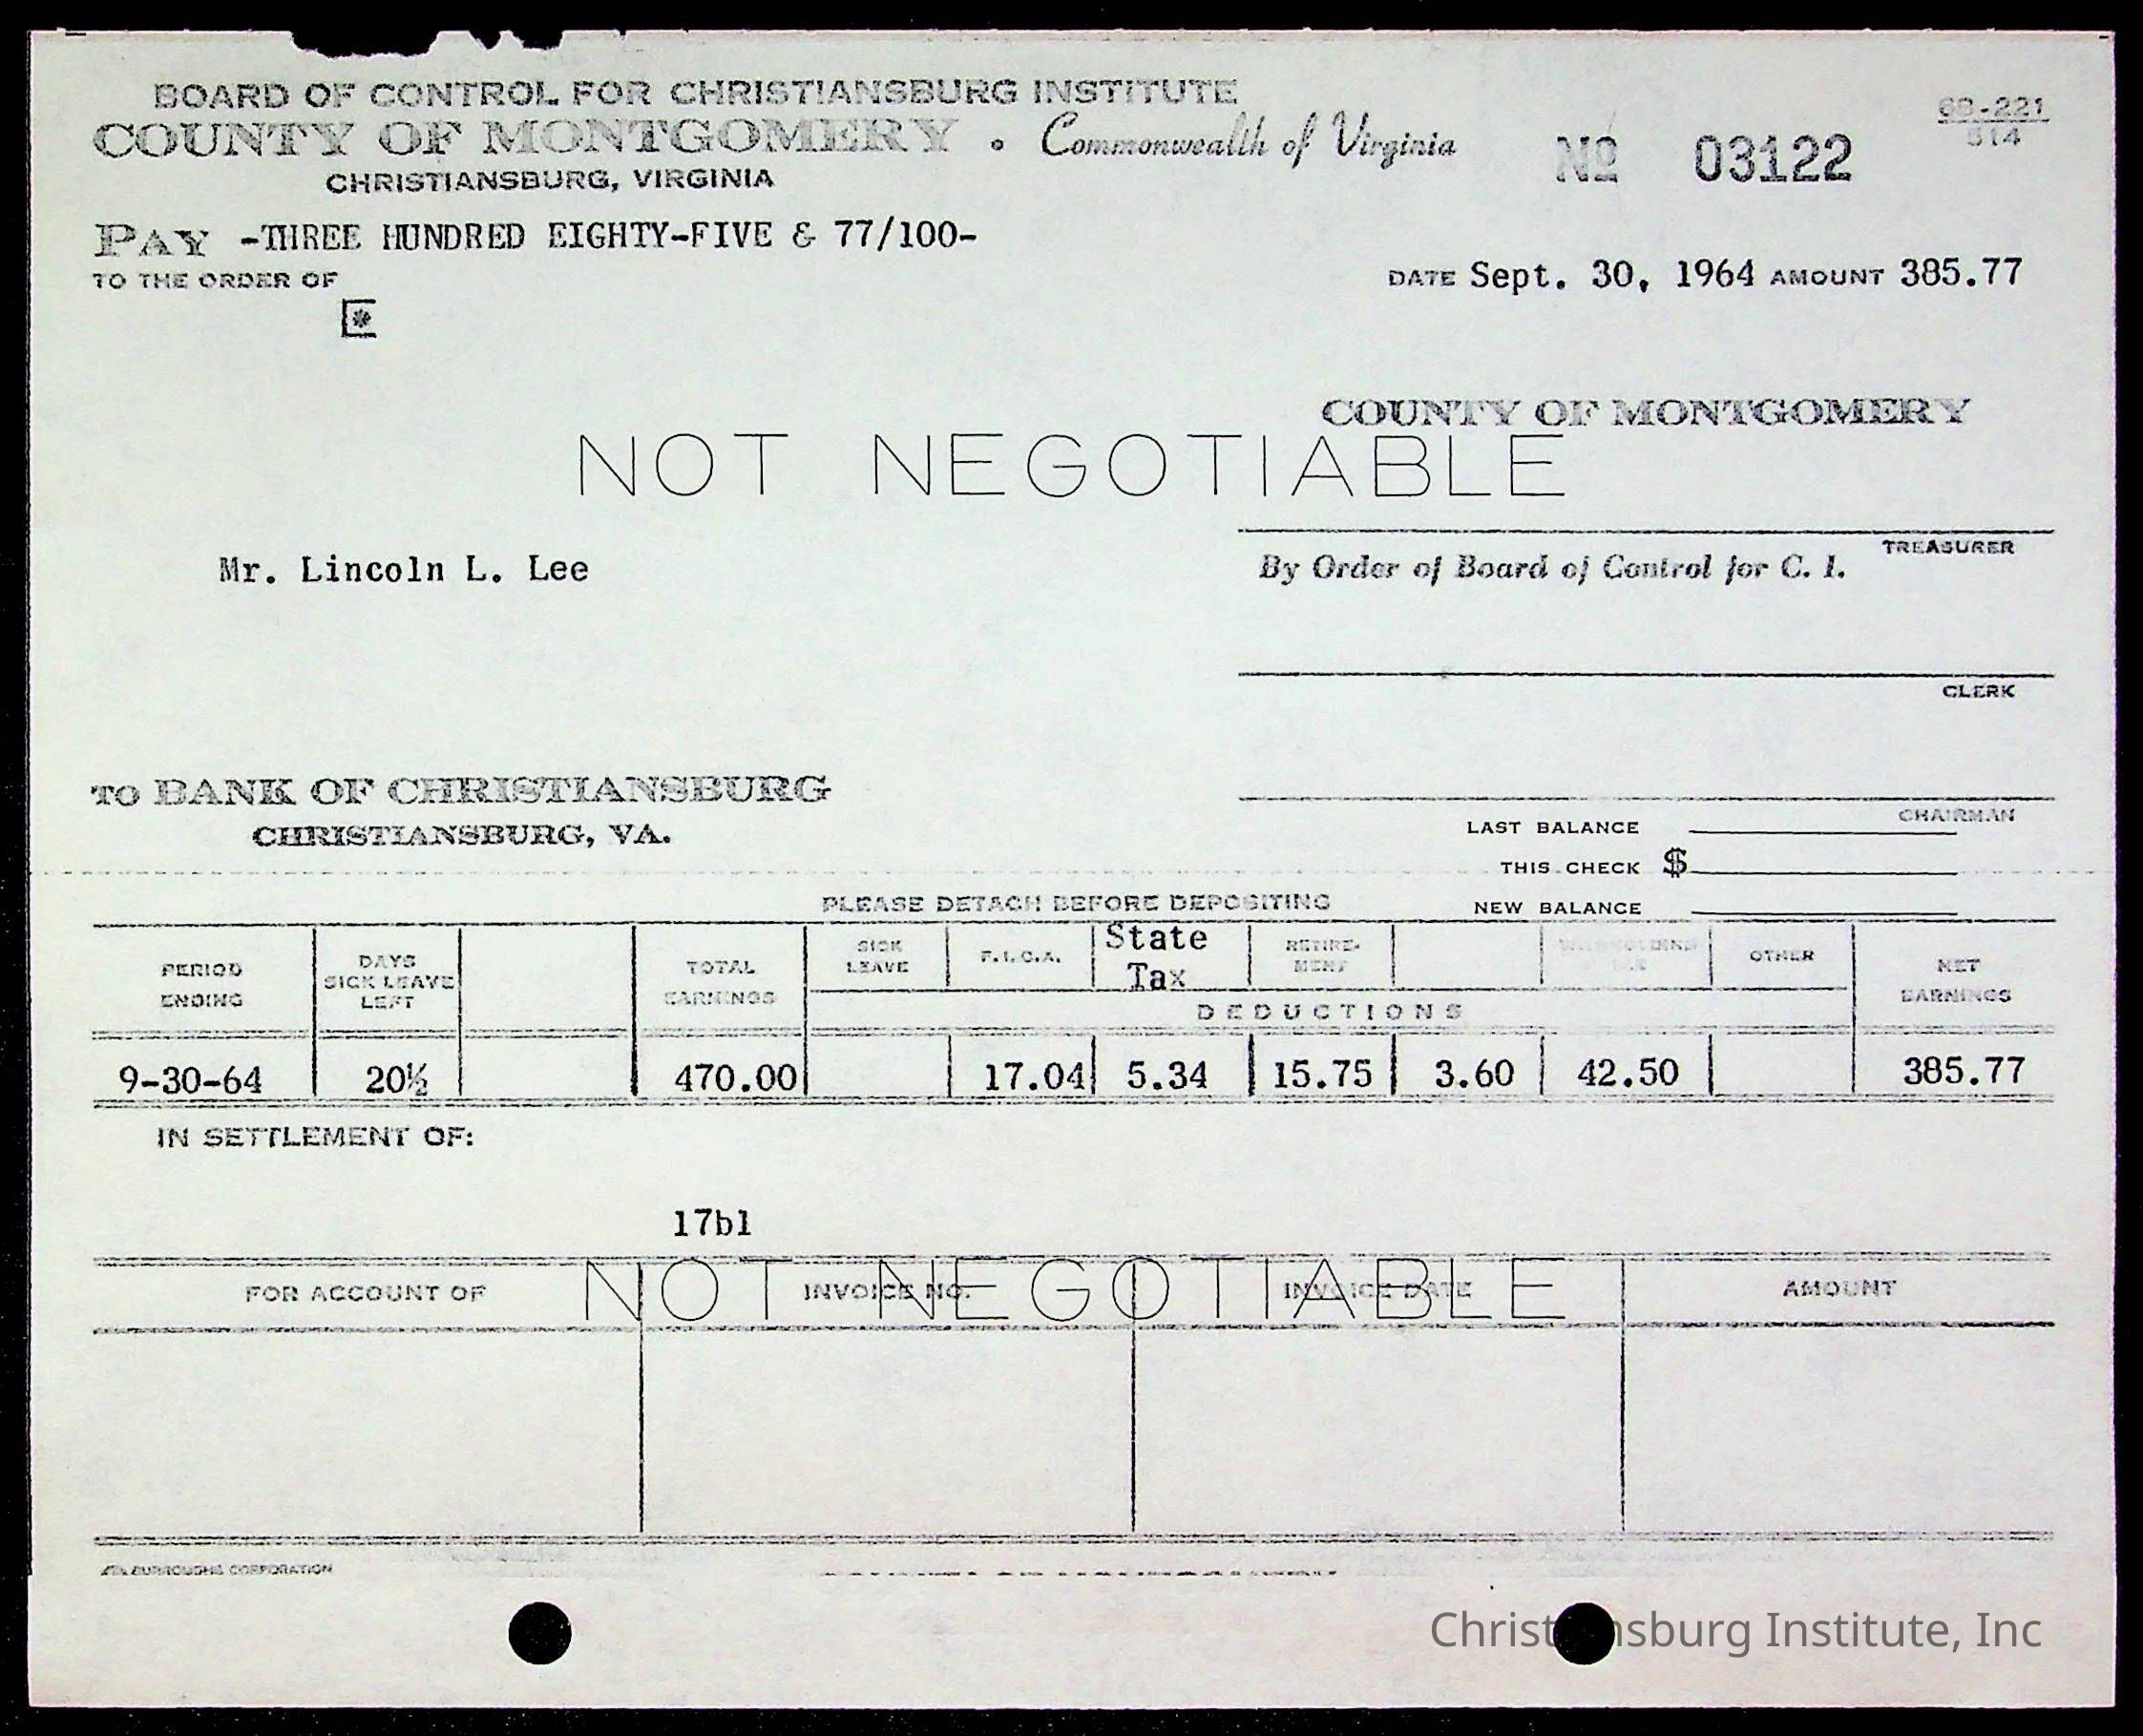 BOARD OF CONTROL FOR CHRISTIANSBURG INSTITUTE
COUNTY OF MONTGOMERY • Commonwealth of Virginia
CHRISTIANSBURG, VIRGINIA
No 03122
68-221
514
PAY -THREE HUNDRED EIGHTY-FIVE & 77/100-
TO THE ORDER OF
DATE Sept. 30, 1964 AMOUNT 385.77
COUNTY OF MONTGOMERY
NOT NEGOTIABLE
TREASURER
Mr. Lincoln L. Lee
By Order of Board of Control for C. I.
CLERK
TO BANK OF CHRISTIANSBURG
CHRISTIANSBURG, VA.
CHAIRMAN
LAST BALANCE
THIS CHECK $
NEW BALANCE
PLEASE DETACH BEFORE DEPOSITING
PERIOD ENDING
DAYS SICK LEAVE LEFT
TOTAL EARNINGS
SICK LEAVE
F.I.C.A.
State Tax
RETIRE-MENT
WITHHOLDING TAX
OTHER
NET EARNINGS
DEDUCTIONS
9-30-64 20½ 470.00 17.04 5.34 15.75 3.60 42.50 385.77
IN SETTLEMENT OF:
17b1
NOT NEGOTIABLE
FOR ACCOUNT OF INVOICE NO. INVOICE DATE AMOUNT
BURROUGHS CORPORATION
Christiansburg Institute, Inc